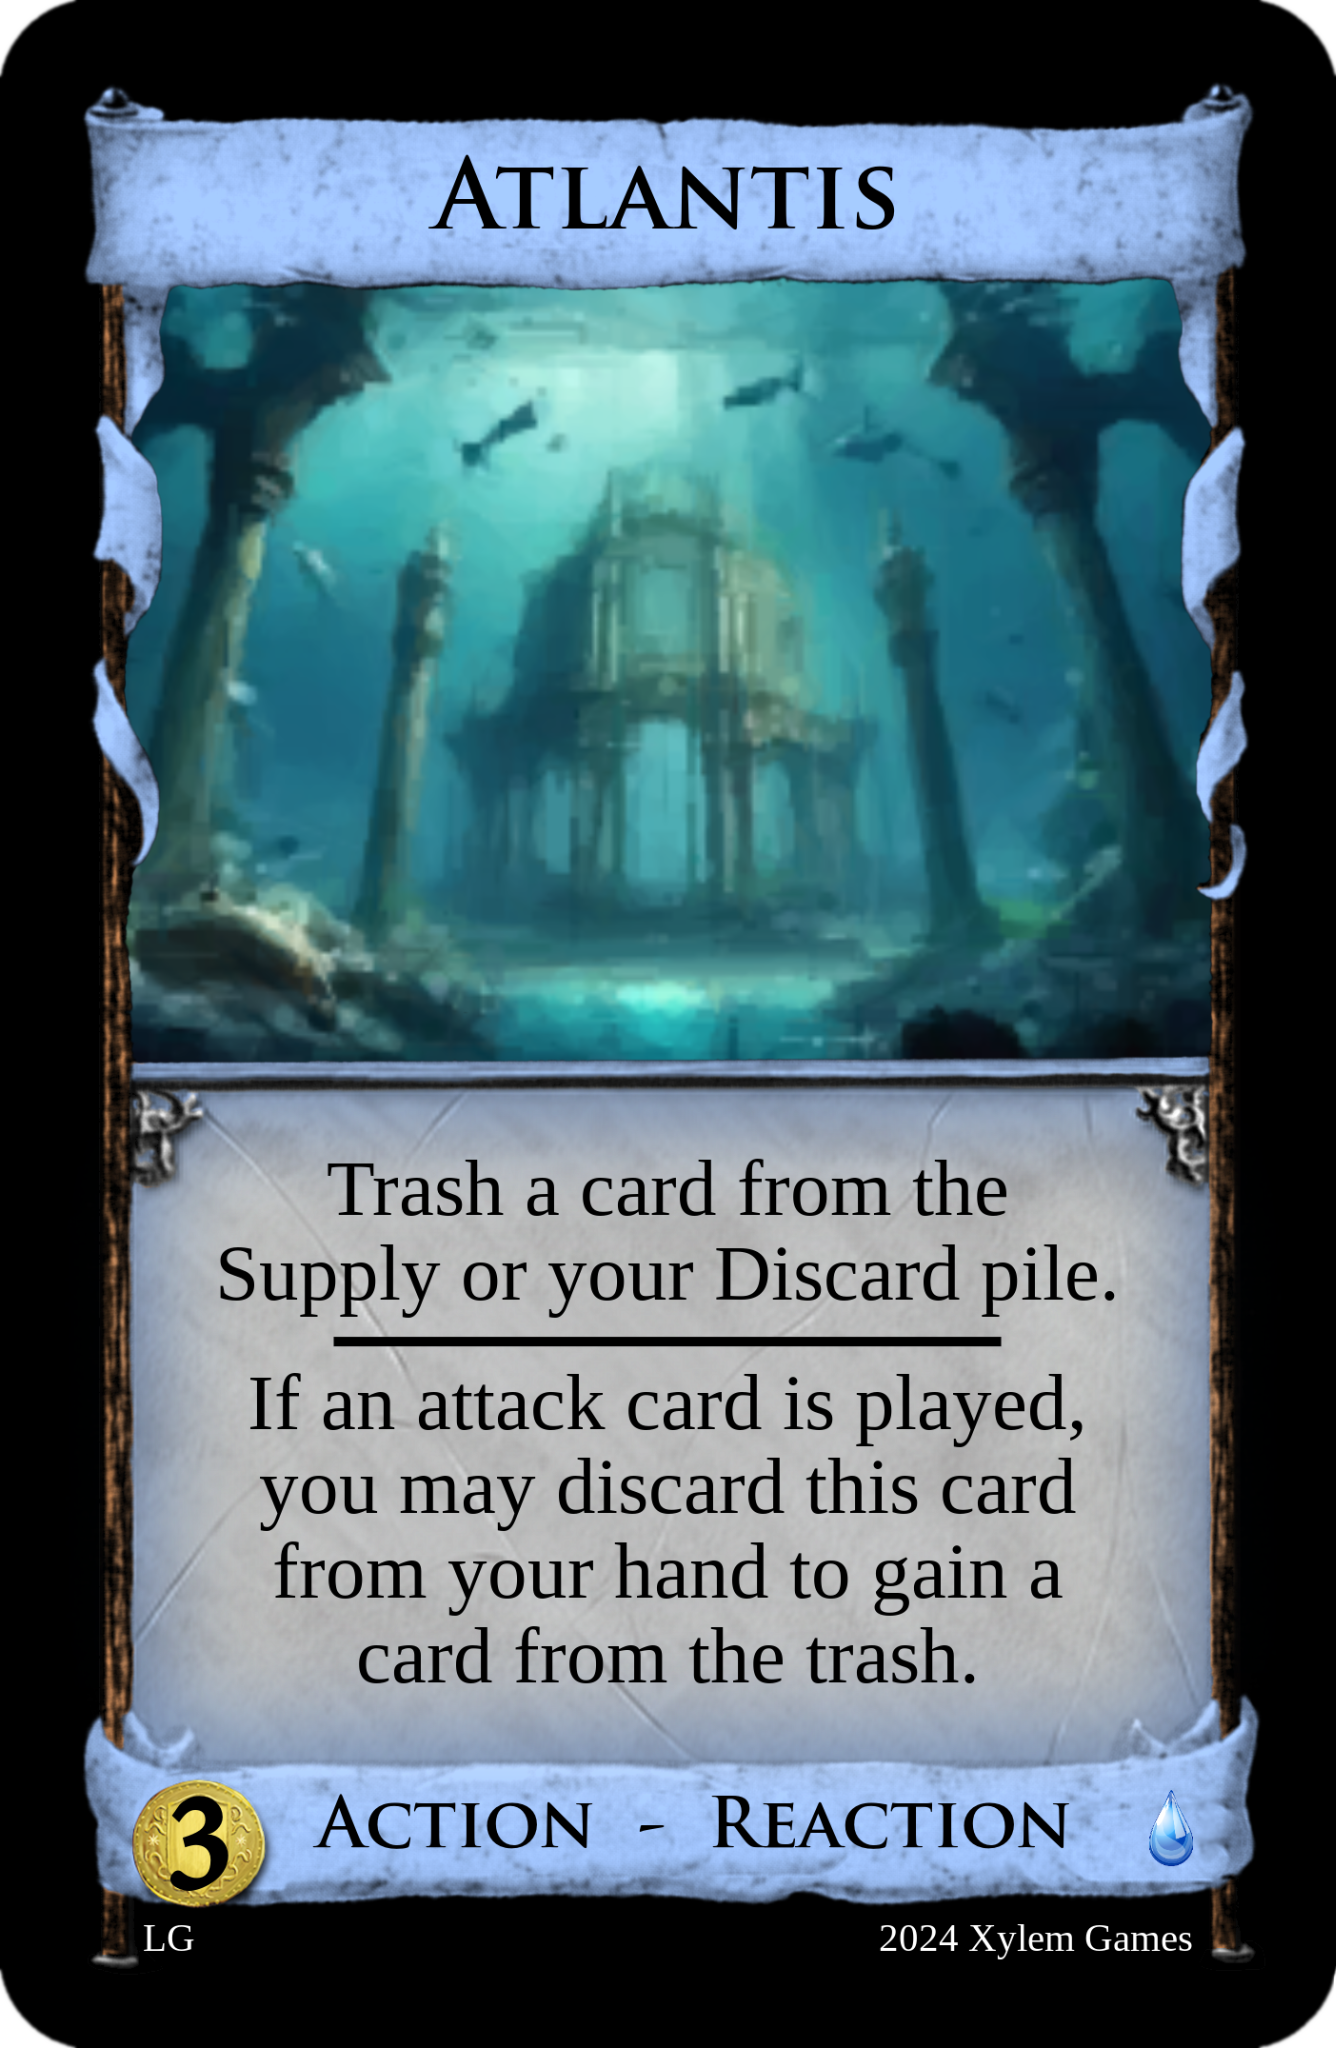 Atlantis
Trash a card from the
Supply or your Discard pile.
If an attack card is played,
you may discard this card
from your hand to gain a
card from the trash.
3 Action - Reaction
LG 2024 Xylem Games